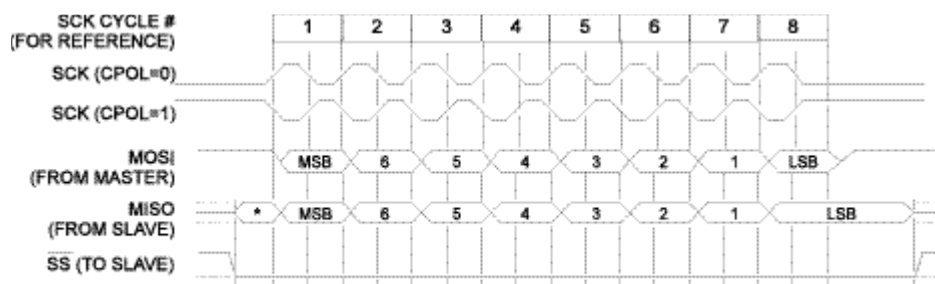 SCK CYCLE # 1 2 3 4 5 6 7 8
(FOR REFERENCE)
SCK (CPOL=0)
SCK (CPOL=1)
MOSI MSB 6 5 4 3 2 1 LSB
(FROM MASTER)
MISO * MSB 6 5 4 3 2 1 LSB
(FROM SLAVE)
SS (TO SLAVE)